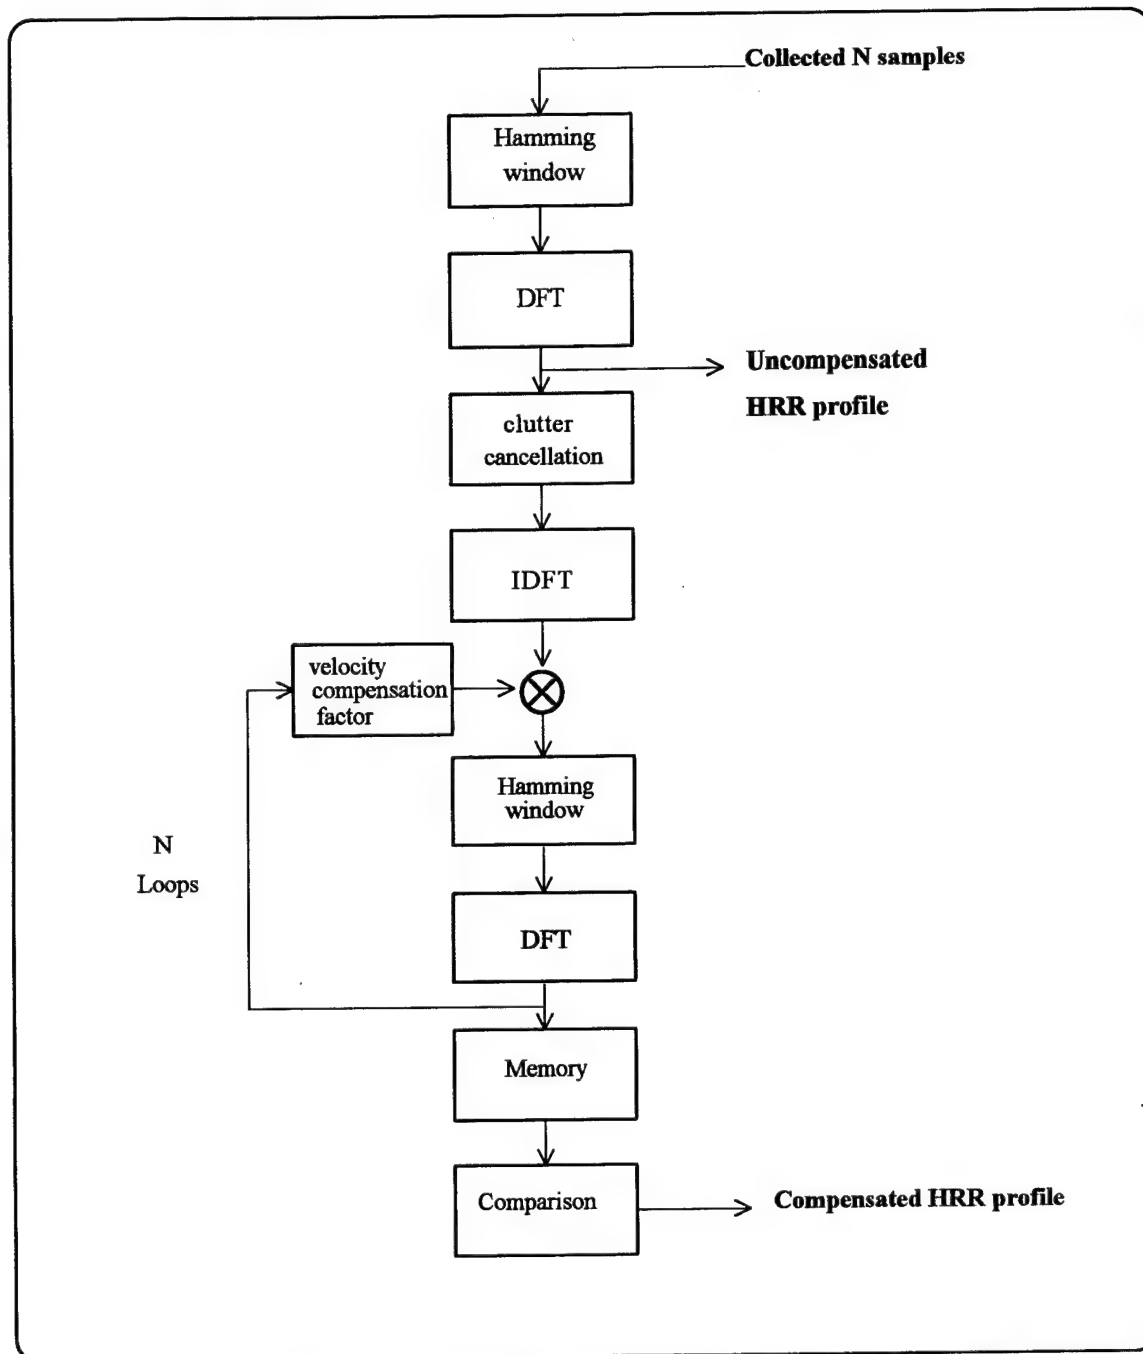 Collected N samples
Hamming
window
DFT
Uncompensated
HRR profile
clutter
cancellation
IDFT
velocity
compensation
factor
Hamming
window
N
Loops
DFT
Memory
Comparison
Compensated HRR profile